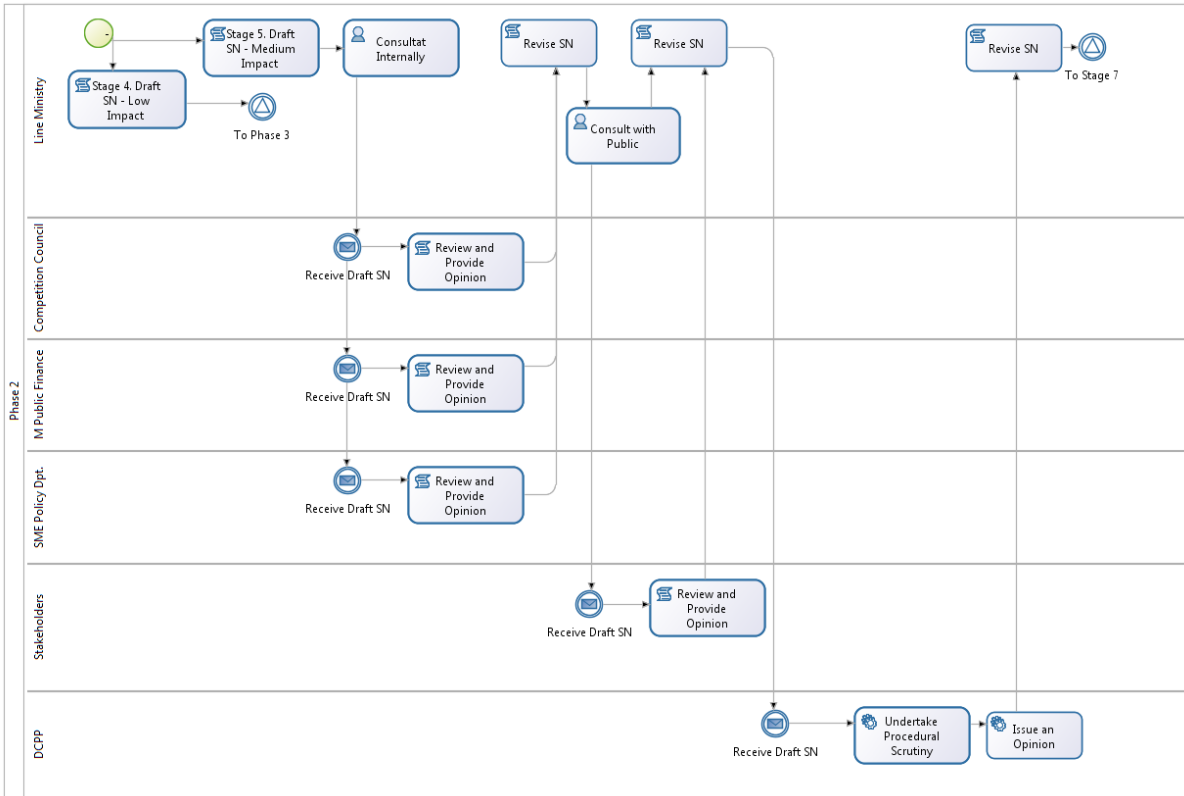 Phase 2
Line Ministry
Stage 4. Draft
SN - Low
Impact
To Phase 3
Stage 5. Draft
SN - Medium
Impact
Consultat
Internally
Revise SN
Consult with
Public
Revise SN
Revise SN
To Stage 7
Competition Council
Receive Draft SN
Review and
Provide
Opinion
M Public Finance
Receive Draft SN
Review and
Provide
Opinion
SME Policy Dpt.
Receive Draft SN
Review and
Provide
Opinion
Stakeholders
Receive Draft SN
Review and
Provide
Opinion
DCPP
Receive Draft SN
Undertake
Procedural
Scrutiny
Issue an
Opinion